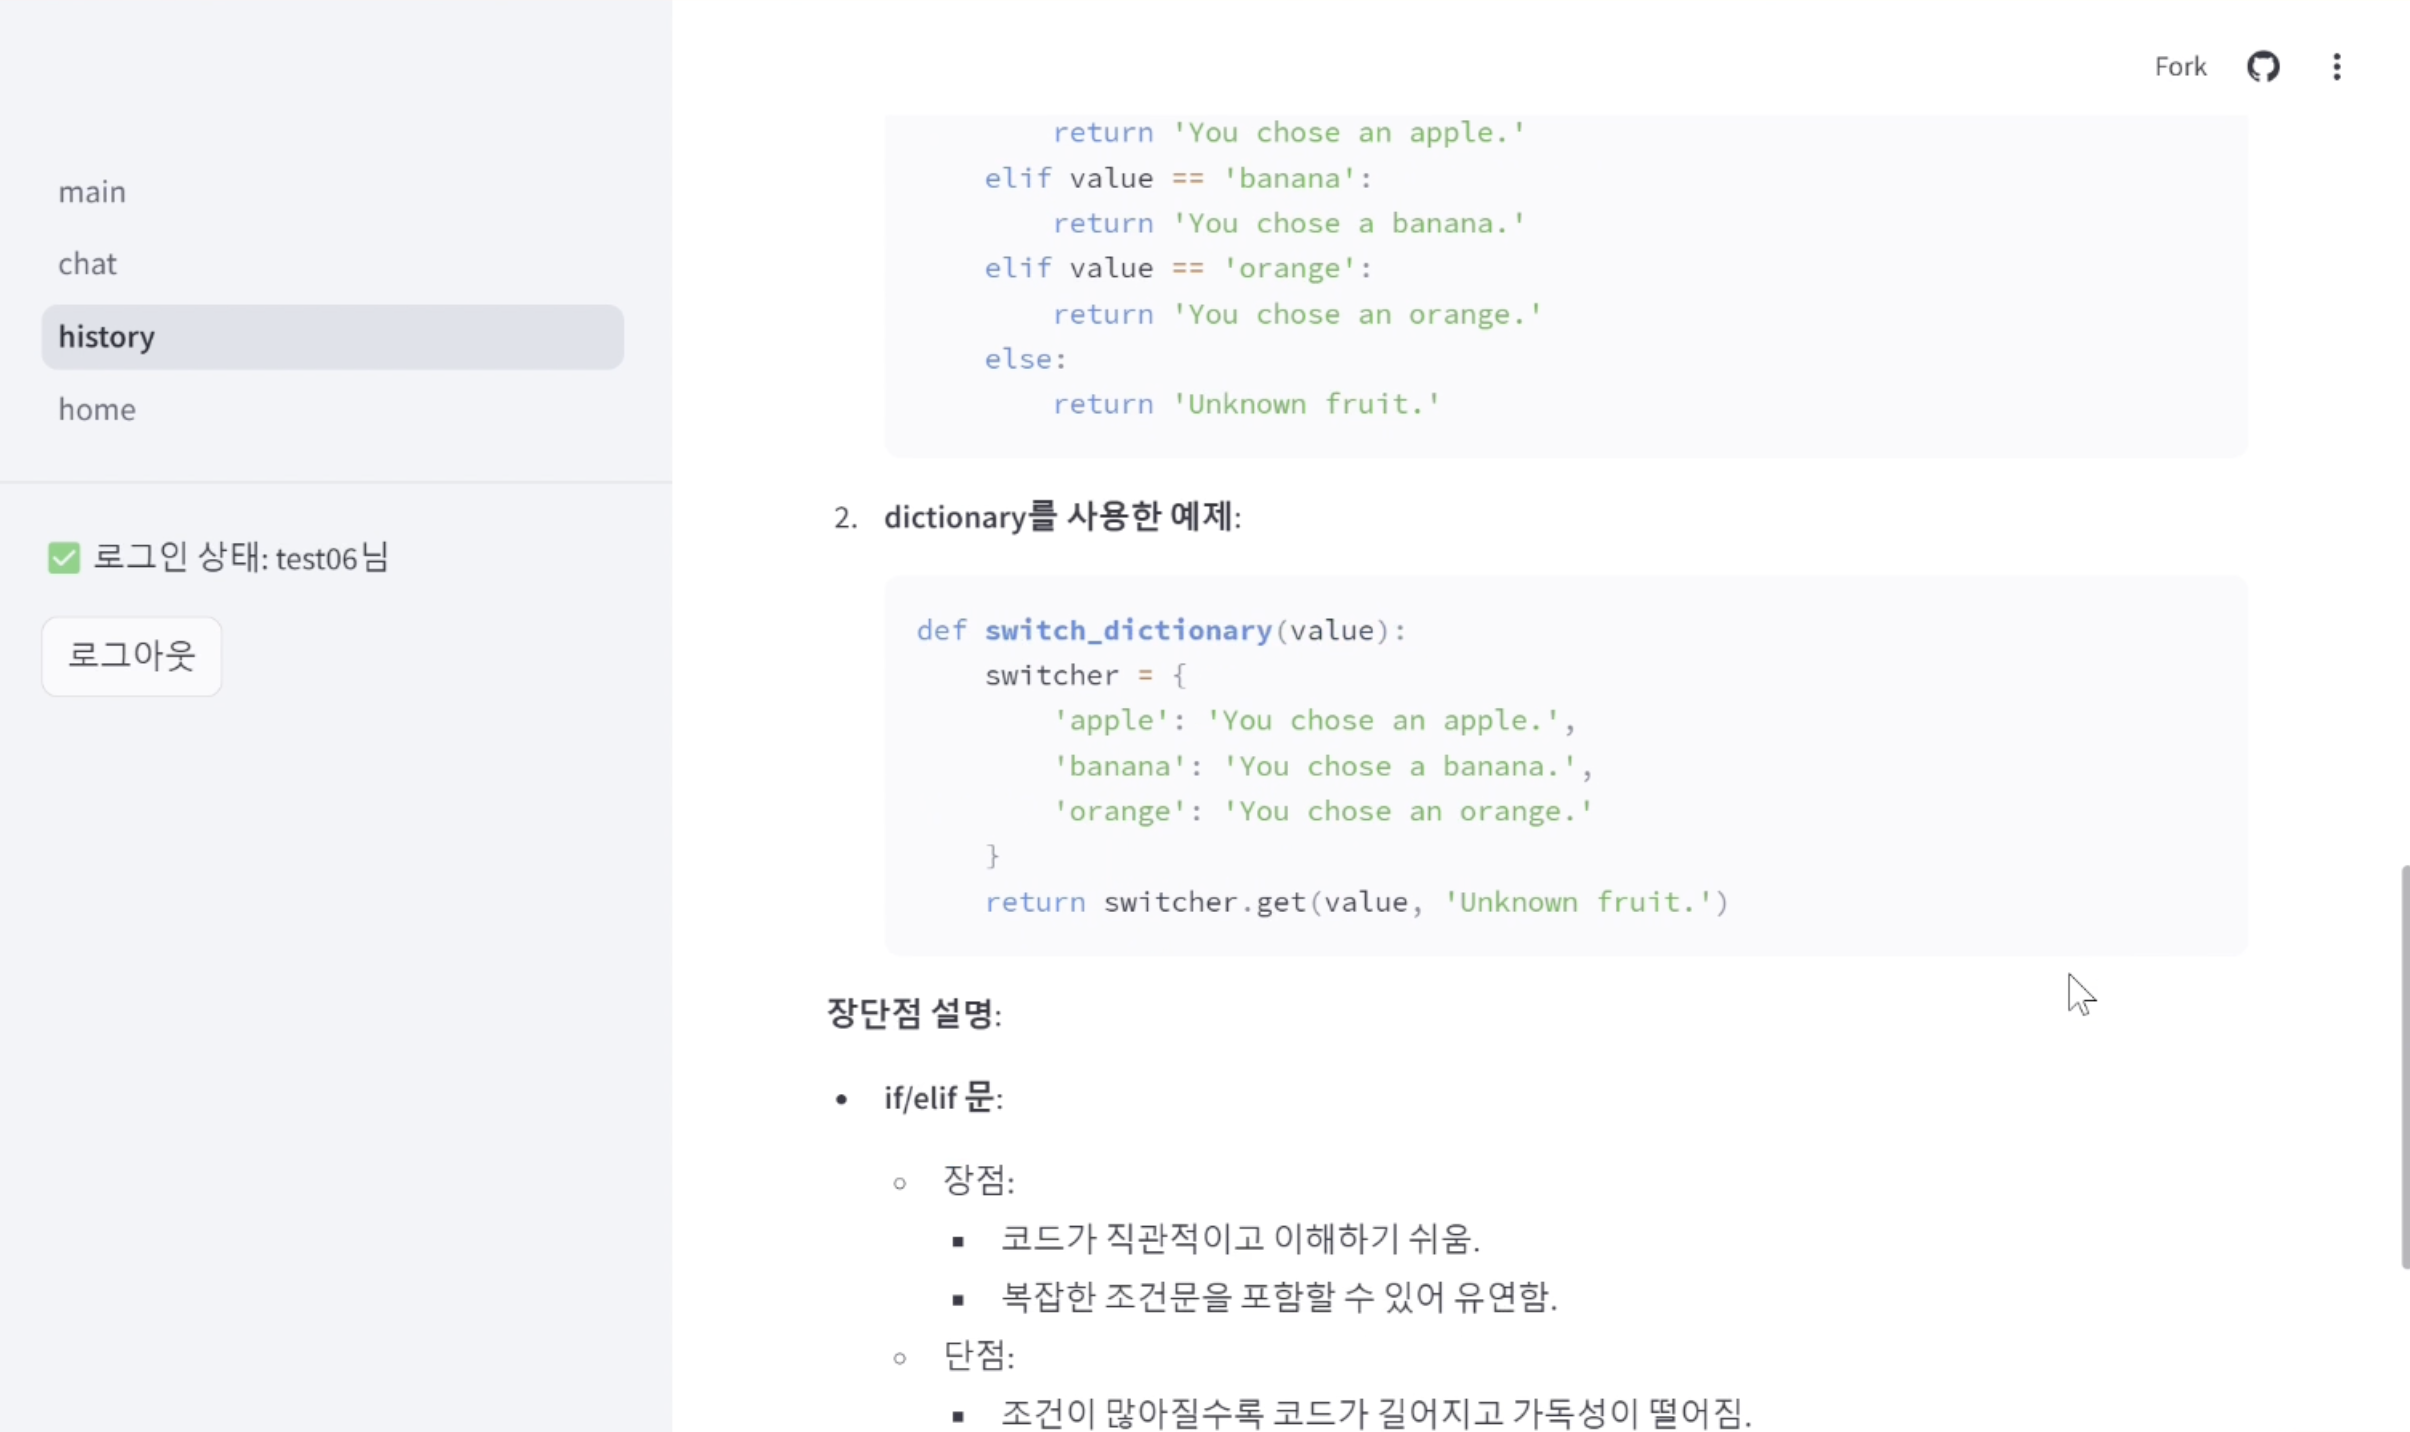 Fork
main
chat
history
home
로그인 상태: test06님
로그아웃
return 'You chose an apple.'
elif value == 'banana':
return 'You chose a banana.'
elif value == 'orange':
return 'You chose an orange.'
else:
return 'Unknown fruit.'
2. dictionary를 사용한 예제:
def switch_dictionary(value):
switcher = {
'apple': 'You chose an apple.',
'banana': 'You chose a banana.',
'orange': 'You chose an orange.'
}
return switcher.get(value, 'Unknown fruit.')
장단점 설명:
if/elif 문:
장점:
코드가 직관적이고 이해하기 쉬움.
복잡한 조건문을 포함할 수 있어 유연함.
단점:
조건이 많아질수록 코드가 길어지고 가독성이 떨어짐.